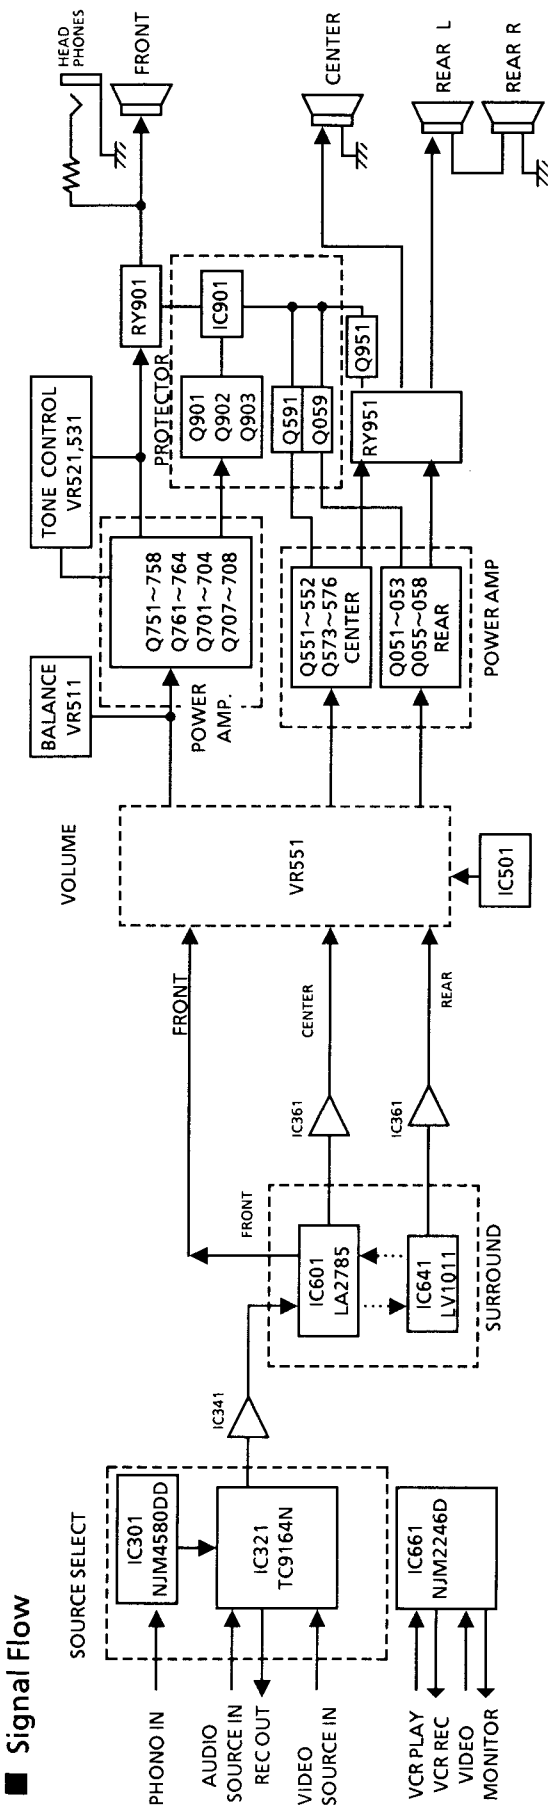 ■ Signal Flow
SOURCE SELECT
PHONO IN
IC301
NJM4580DD
AUDIO
SOURCE IN
REC OUT
VIDEO
SOURCE IN
IC321
TC9164N
VCR PLAY
VCR REC
VIDEO
MONITOR
IC661
NJM2246D
IC341
FRONT
IC601
LA2785
IC641
LV1011
SURROUND
IC361
IC361
FRONT
CENTER
REAR
VOLUME
VR551
IC501
BALANCE
VR511
POWER
AMP.
TONE CONTROL
VR521,531
Q751~758
Q761~764
Q701~704
Q707~708
Q551~552
Q573~576
CENTER
Q051~053
Q055~058
REAR
POWER AMP
PROTECTOR
Q901
Q902
Q903
IC901
Q591
Q059
Q951
RY901
RY951
HEAD
PHONES
FRONT
CENTER
REAR L
REAR R